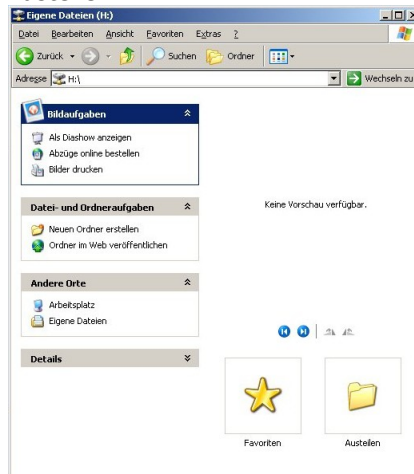 Eigene Dateien (H:)
Datei Bearbeiten Ansicht Favoriten Extras ?
Zurück Suchen Ordner
Adresse H:\ Wechseln zu
Bildaufgaben
Als Diashow anzeigen
Abzüge online bestellen
Bilder drucken
Datei- und Ordneraufgaben
Neuen Ordner erstellen
Ordner im Web veröffentlichen
Andere Orte
Arbeitsplatz
Eigene Dateien
Details
Keine Vorschau verfügbar.
Favoriten
Austeilen